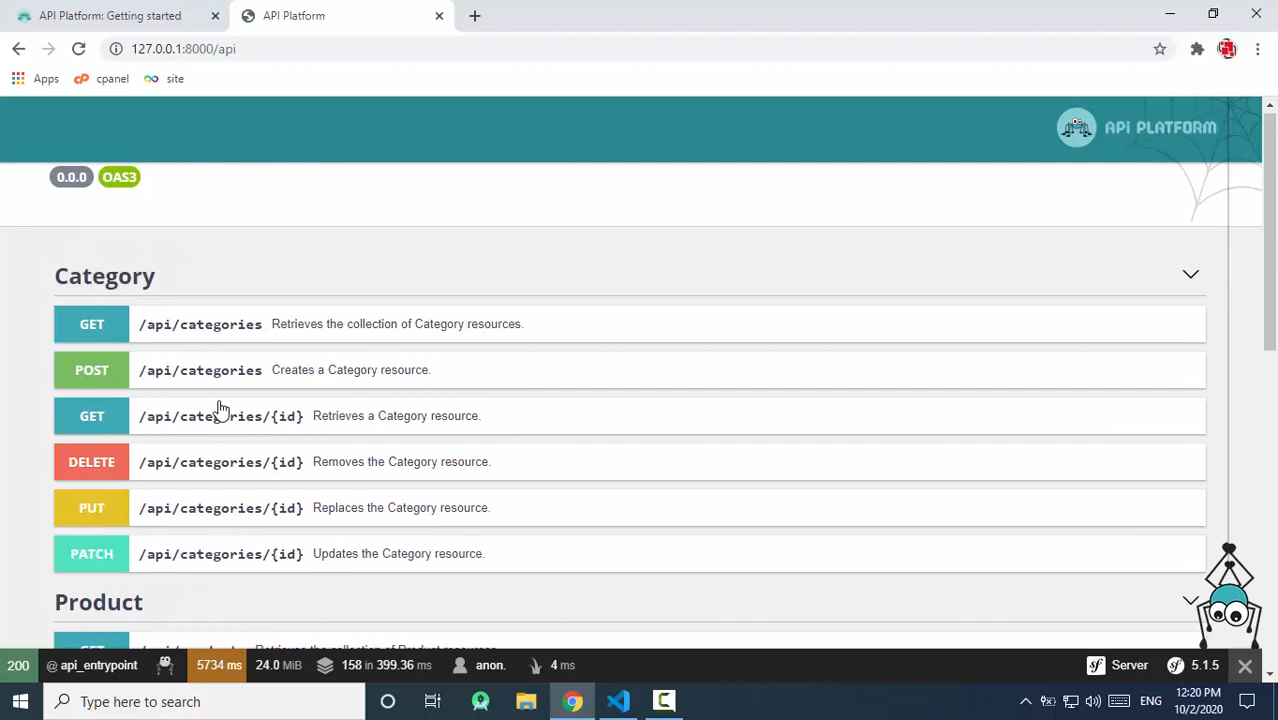 API Platform: Getting started
API Platform
127.0.0.1:8000/api
Apps
cP cpanel
site
API PLATFORM
0.0.0 OAS3
Category
GET /api/categories Retrieves the collection of Category resources.
POST /api/categories Creates a Category resource.
GET /api/categories/{id} Retrieves a Category resource.
DELETE /api/categories/{id} Removes the Category resource.
PUT /api/categories/{id} Replaces the Category resource.
PATCH /api/categories/{id} Updates the Category resource.
Product
200 @ api_entrypoint 5734 ms 24.0 MiB 158 in 399.36 ms anon. 4 ms sf Server sf 5.1.5
Type here to search
ENG
12:20 PM
10/2/2020